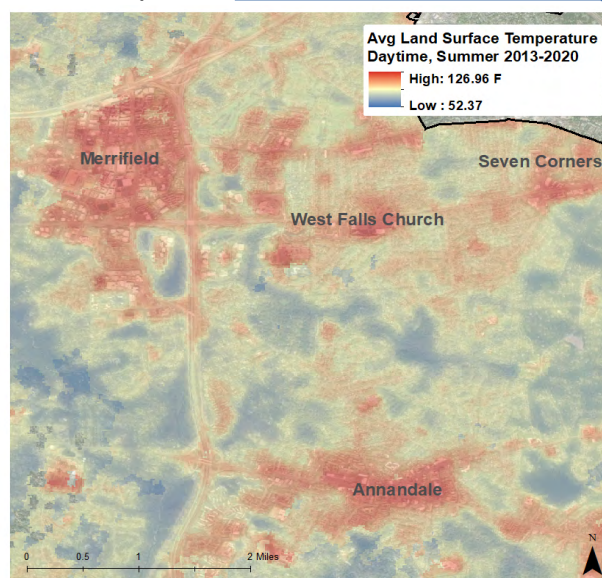 Avg Land Surface Temperature
Daytime, Summer 2013-2020
High: 126.96 F
Low : 52.37
Merrifield
Seven Corners
West Falls Church
Annandale
N
0 0.5 1 2 Miles